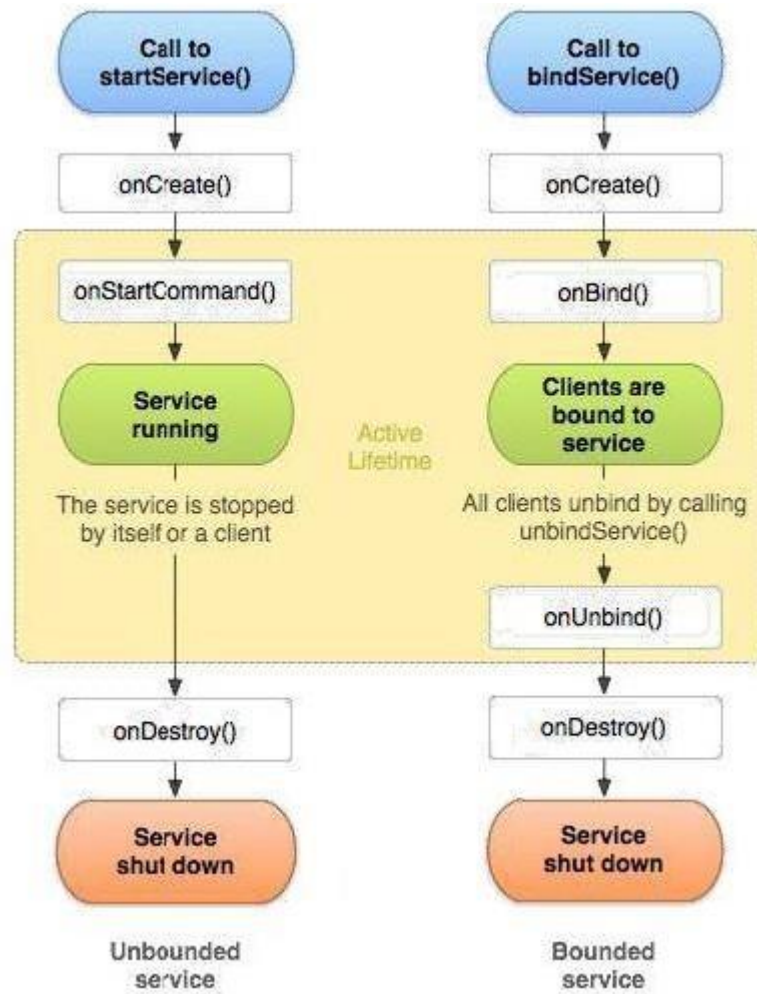 Call to
startService()
onCreate()
onStartCommand()
Service
running
The service is stopped
by itself or a client
onDestroy()
Service
shut down
Unbounded
service
Active
Lifetime
Call to
bindService()
onCreate()
onBind()
Clients are
bound to
service
All clients unbind by calling
unbindService()
onUnbind()
onDestroy()
Service
shut down
Bounded
service